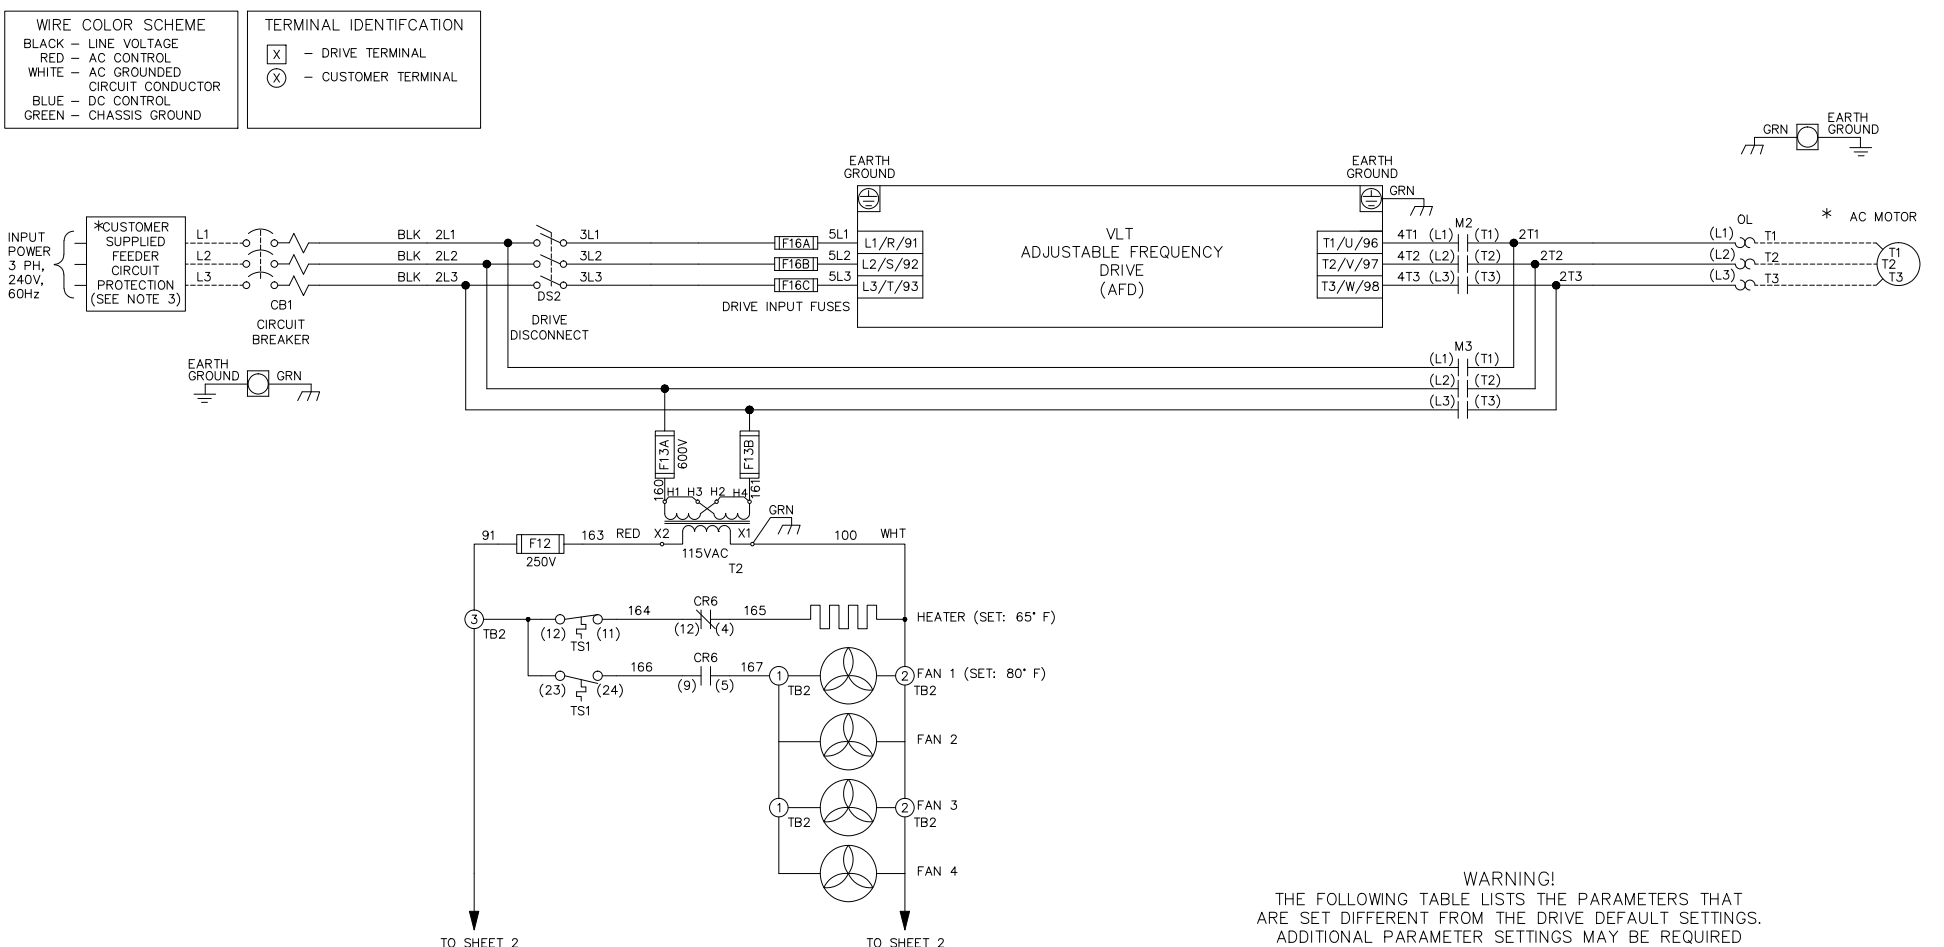 WIRE COLOR SCHEME
BLACK – LINE VOLTAGE
RED – AC CONTROL
WHITE – AC GROUNDED
CIRCUIT CONDUCTOR
BLUE – DC CONTROL
GREEN – CHASSIS GROUND
TERMINAL IDENTIFCATION
X – DRIVE TERMINAL
X – CUSTOMER TERMINAL
INPUT
POWER
3 PH,
240V,
60Hz
*CUSTOMER
SUPPLIED
FEEDER
CIRCUIT
PROTECTION
(SEE NOTE 3)
L1
L2
L3
CB1
CIRCUIT
BREAKER
BLK 2L1
BLK 2L2
BLK 2L3
3L1
3L2
3L3
DS2
DRIVE
DISCONNECT
F16A
F16B
F16C
DRIVE INPUT FUSES
5L1
5L2
5L3
EARTH
GROUND
L1/R/91
L2/S/92
L3/T/93
VLT
ADJUSTABLE FREQUENCY
DRIVE
(AFD)
EARTH
GROUND
GRN
T1/U/96
T2/V/97
T3/W/98
M2
4T1 (L1) (T1) 2T1
4T2 (L2) (T2) 2T2
4T3 (L3) (T3) 2T3
GRN
EARTH
GROUND
OL
(L1) T1
(L2) T2
(L3) T3
* AC MOTOR
T1
T2
T3
EARTH
GROUND
GRN
M3
(L1) (T1)
(L2) (T2)
(L3) (T3)
F13A
600V
F13B
160
161
H1 H3 H2 H4
GRN
91
F12
250V
163
RED
X2
X1
115VAC
T2
100
WHT
3
TB2
(12) (11)
TS1
164
CR6
(12) (4)
165
HEATER (SET: 65° F)
(23) (24)
TS1
166
CR6
(9) (5)
167
1
TB2
2
TB2
FAN 1 (SET: 80° F)
FAN 2
1
TB2
2
TB2
FAN 3
FAN 4
TO SHEET 2
TO SHEET 2
WARNING!
THE FOLLOWING TABLE LISTS THE PARAMETERS THAT
ARE SET DIFFERENT FROM THE DRIVE DEFAULT SETTINGS.
ADDITIONAL PARAMETER SETTINGS MAY BE REQUIRED